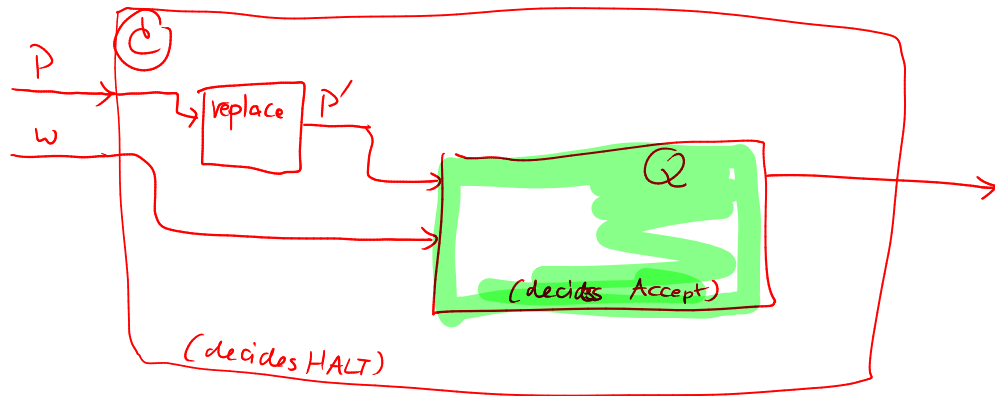 C
P
replace
P'
w
Q
(decides Accept)
(decides HALT)